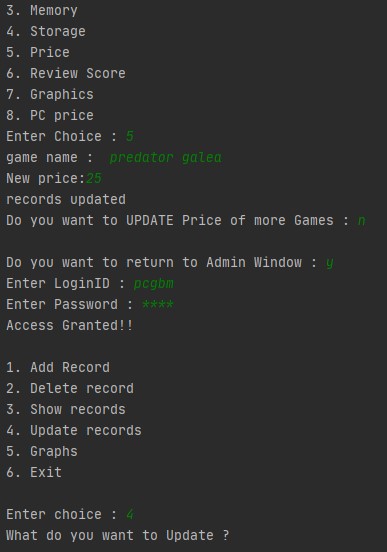 3. Memory
4. Storage
5. Price
6. Review Score
7. Graphics
8. PC price
Enter Choice : 5
game name :  predator galea
New price:25
records updated
Do you want to UPDATE Price of more Games : n
Do you want to return to Admin Window : y
Enter LoginID : pcgbm
Enter Password : ****
Access Granted!!
1. Add Record
2. Delete record
3. Show records
4. Update records
5. Graphs
6. Exit
Enter choice : 4
What do you want to Update ?